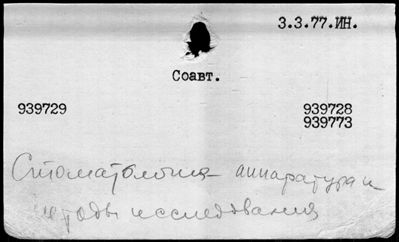 3.3.77.ИН.
Соавт.
939729 939728
939773
Стоматология - аппаратура и
методы исследования